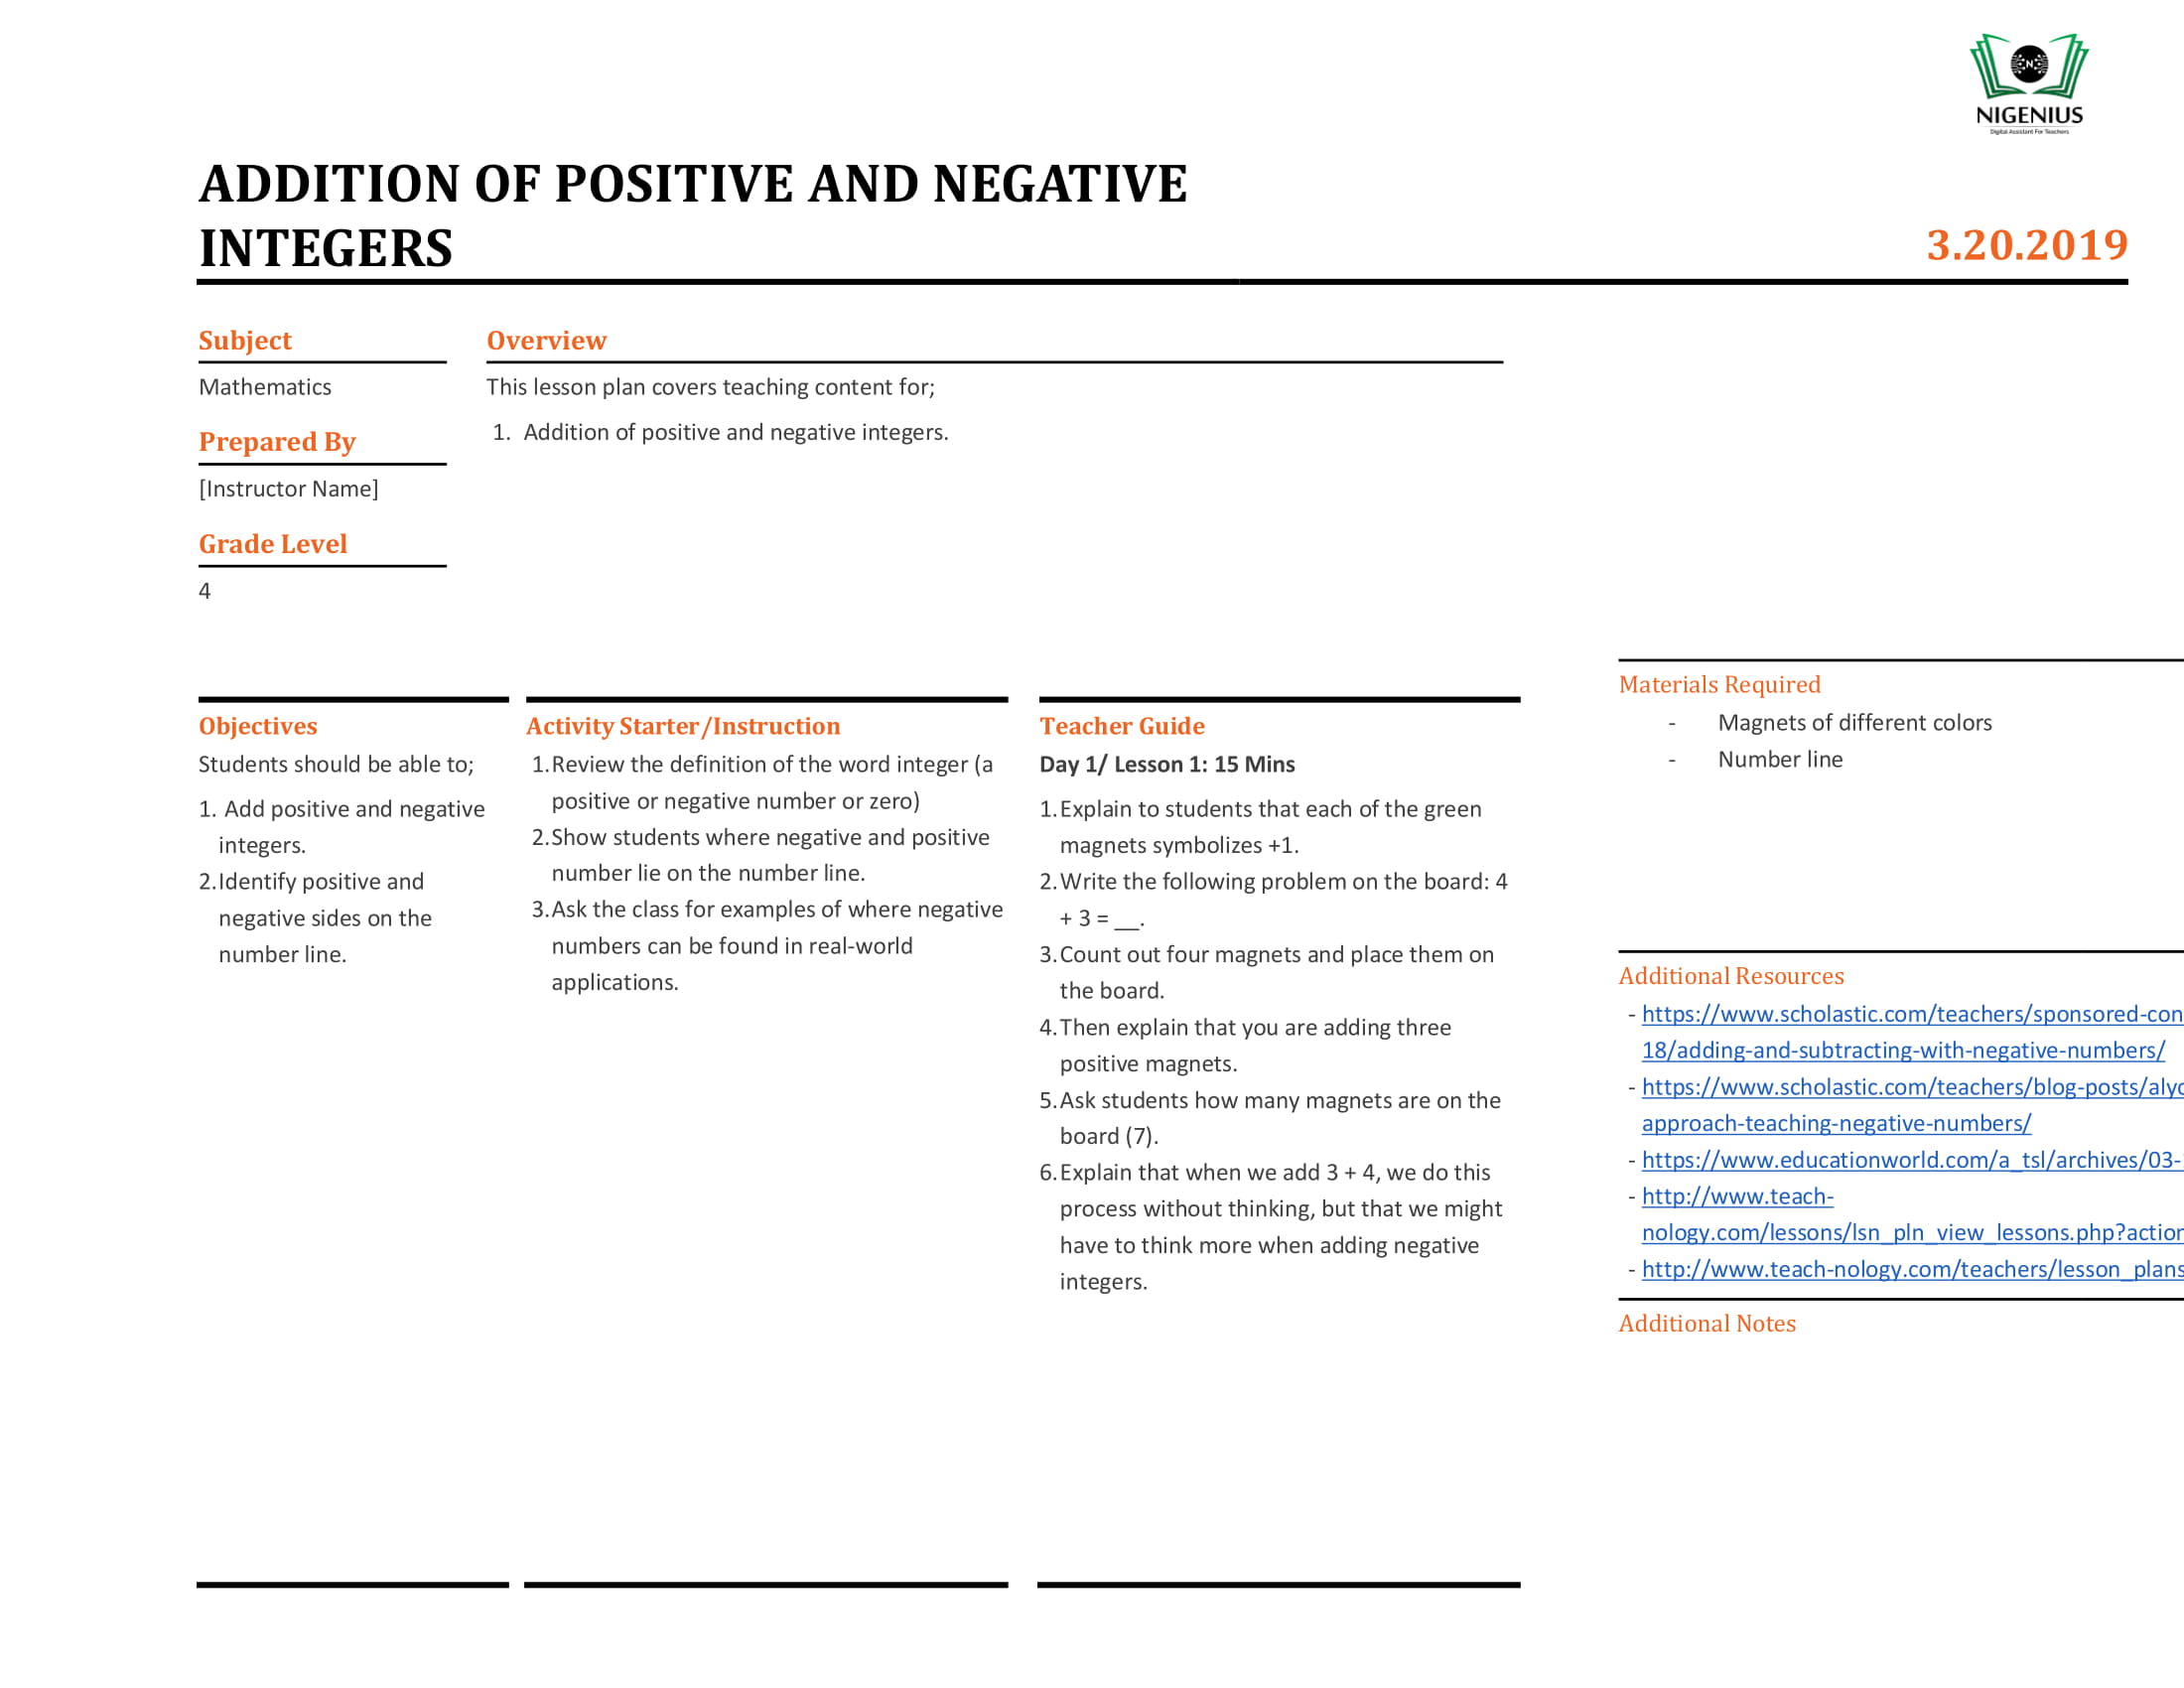 NIGENIUS
Digital Assistant For Teachers
ADDITION OF POSITIVE AND NEGATIVE
INTEGERS
3.20.2019
Subject
Mathematics
Prepared By
[Instructor Name]
Grade Level
4
Overview
This lesson plan covers teaching content for;
1. Addition of positive and negative integers.
Objectives
Students should be able to;
1. Add positive and negative
integers.
2.Identify positive and
negative sides on the
number line.
Activity Starter/Instruction
1.Review the definition of the word integer (a
positive or negative number or zero)
2.Show students where negative and positive
number lie on the number line.
3.Ask the class for examples of where negative
numbers can be found in real-world
applications.
Teacher Guide
Day 1/ Lesson 1: 15 Mins
1.Explain to students that each of the green
magnets symbolizes +1.
2.Write the following problem on the board: 4
+ 3 = __.
3.Count out four magnets and place them on
the board.
4.Then explain that you are adding three
positive magnets.
5.Ask students how many magnets are on the
board (7).
6.Explain that when we add 3 + 4, we do this
process without thinking, but that we might
have to think more when adding negative
integers.
Materials Required
- Magnets of different colors
- Number line
Additional Resources
- https://www.scholastic.com/teachers/sponsored-con
18/adding-and-subtracting-with-negative-numbers/
- https://www.scholastic.com/teachers/blog-posts/alyc
approach-teaching-negative-numbers/
- https://www.educationworld.com/a_tsl/archives/03-
- http://www.teach-
nology.com/lessons/lsn_pln_view_lessons.php?action
- http://www.teach-nology.com/teachers/lesson_plans
Additional Notes